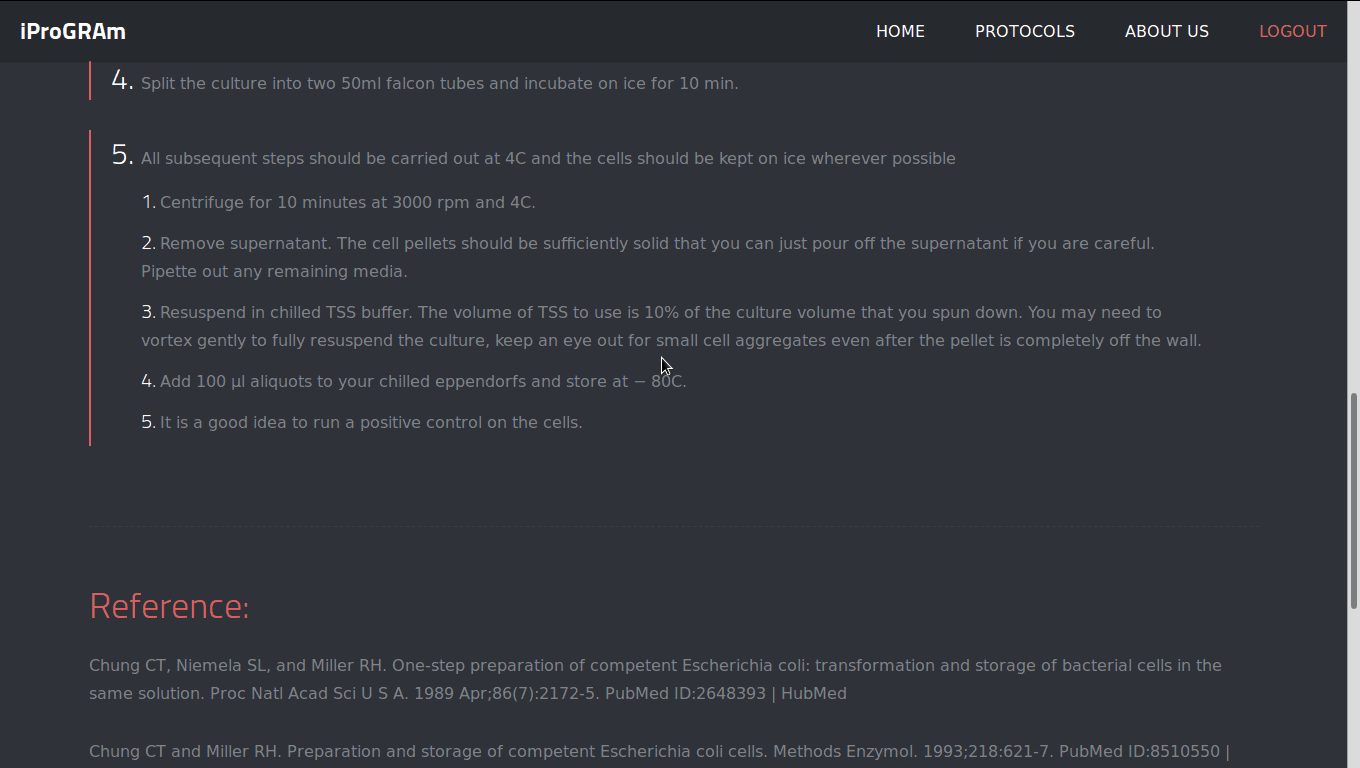 iProGRAm HOME PROTOCOLS ABOUT US LOGOUT
4. Split the culture into two 50ml falcon tubes and incubate on ice for 10 min.
5. All subsequent steps should be carried out at 4C and the cells should be kept on ice wherever possible
1. Centrifuge for 10 minutes at 3000 rpm and 4C.
2. Remove supernatant. The cell pellets should be sufficiently solid that you can just pour off the supernatant if you are careful.
Pipette out any remaining media.
3. Resuspend in chilled TSS buffer. The volume of TSS to use is 10% of the culture volume that you spun down. You may need to
vortex gently to fully resuspend the culture, keep an eye out for small cell aggregates even after the pellet is completely off the wall.
4. Add 100 μl aliquots to your chilled eppendorfs and store at − 80C.
5. It is a good idea to run a positive control on the cells.
Reference:
Chung CT, Niemela SL, and Miller RH. One-step preparation of competent Escherichia coli: transformation and storage of bacterial cells in the
same solution. Proc Natl Acad Sci U S A. 1989 Apr;86(7):2172-5. PubMed ID:2648393 | HubMed
Chung CT and Miller RH. Preparation and storage of competent Escherichia coli cells. Methods Enzymol. 1993;218:621-7. PubMed ID:8510550 |